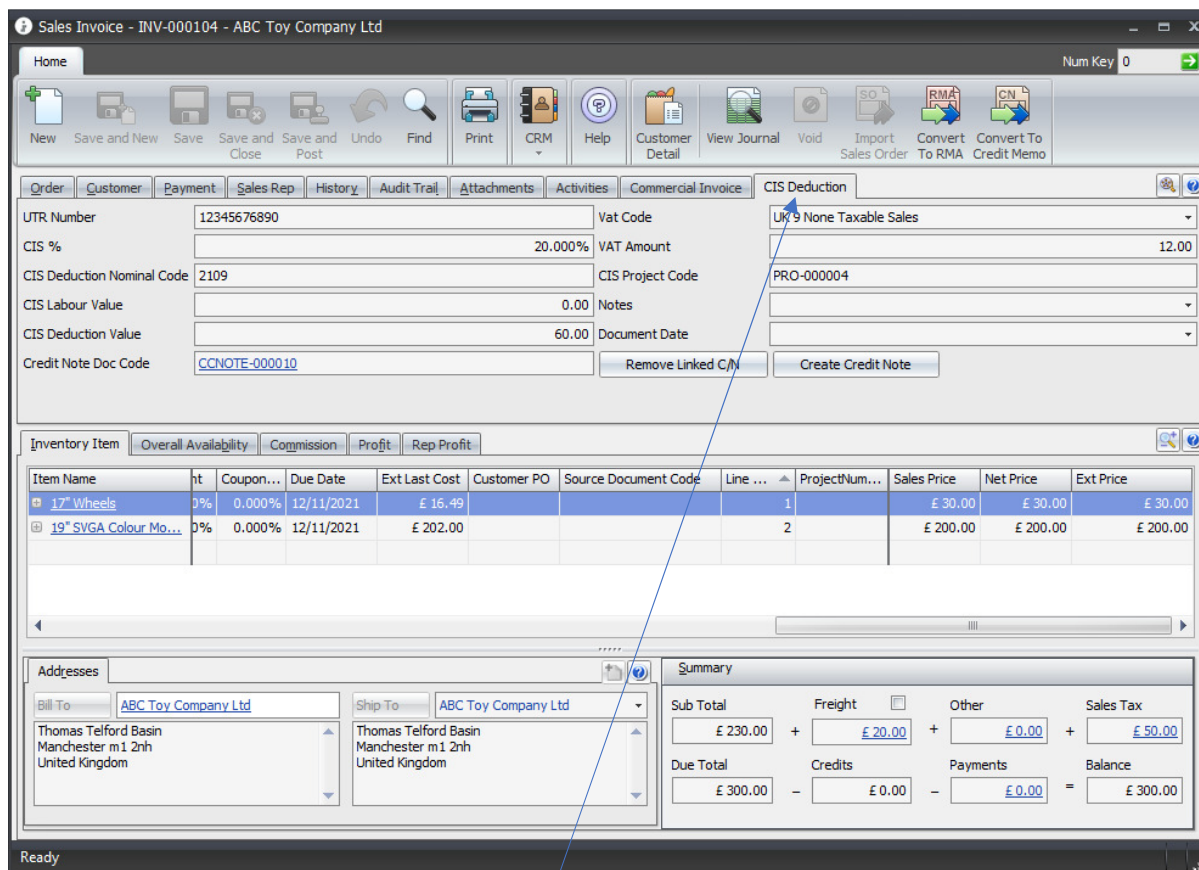 Sales Invoice - INV-000104 - ABC Toy Company Ltd
Home
Num Key 0
New Save and New Save Save and Close Save and Post Undo Find Print CRM Help Customer Detail View Journal Void Import Sales Order Convert To RMA Convert To Credit Memo
SO RMA CN
Order Customer Payment Sales Rep History Audit Trail Attachments Activities Commercial Invoice CIS Deduction
UTR Number 12345676890 Vat Code UK 9 None Taxable Sales
CIS % 20.000% VAT Amount 12.00
CIS Deduction Nominal Code 2109 CIS Project Code PRO-000004
CIS Labour Value 0.00 Notes
CIS Deduction Value 60.00 Document Date
Credit Note Doc Code CCNOTE-000010 Remove Linked C/N Create Credit Note
Inventory Item Overall Availability Commission Profit Rep Profit
Item Name nt Coupon... Due Date Ext Last Cost Customer PO Source Document Code Line ... ProjectNum... Sales Price Net Price Ext Price
17" Wheels 0% 0.000% 12/11/2021 £ 16.49 1 £ 30.00 £ 30.00 £ 30.00
19" SVGA Colour Mo... 0% 0.000% 12/11/2021 £ 202.00 2 £ 200.00 £ 200.00 £ 200.00
Addresses Summary
Bill To ABC Toy Company Ltd Ship To ABC Toy Company Ltd
Thomas Telford Basin
Manchester m1 2nh
United Kingdom
Thomas Telford Basin
Manchester m1 2nh
United Kingdom
Sub Total Freight Other Sales Tax
£ 230.00 + £ 20.00 + £ 0.00 + £ 50.00
Due Total Credits Payments Balance
£ 300.00 - £ 0.00 - £ 0.00 = £ 300.00
Ready